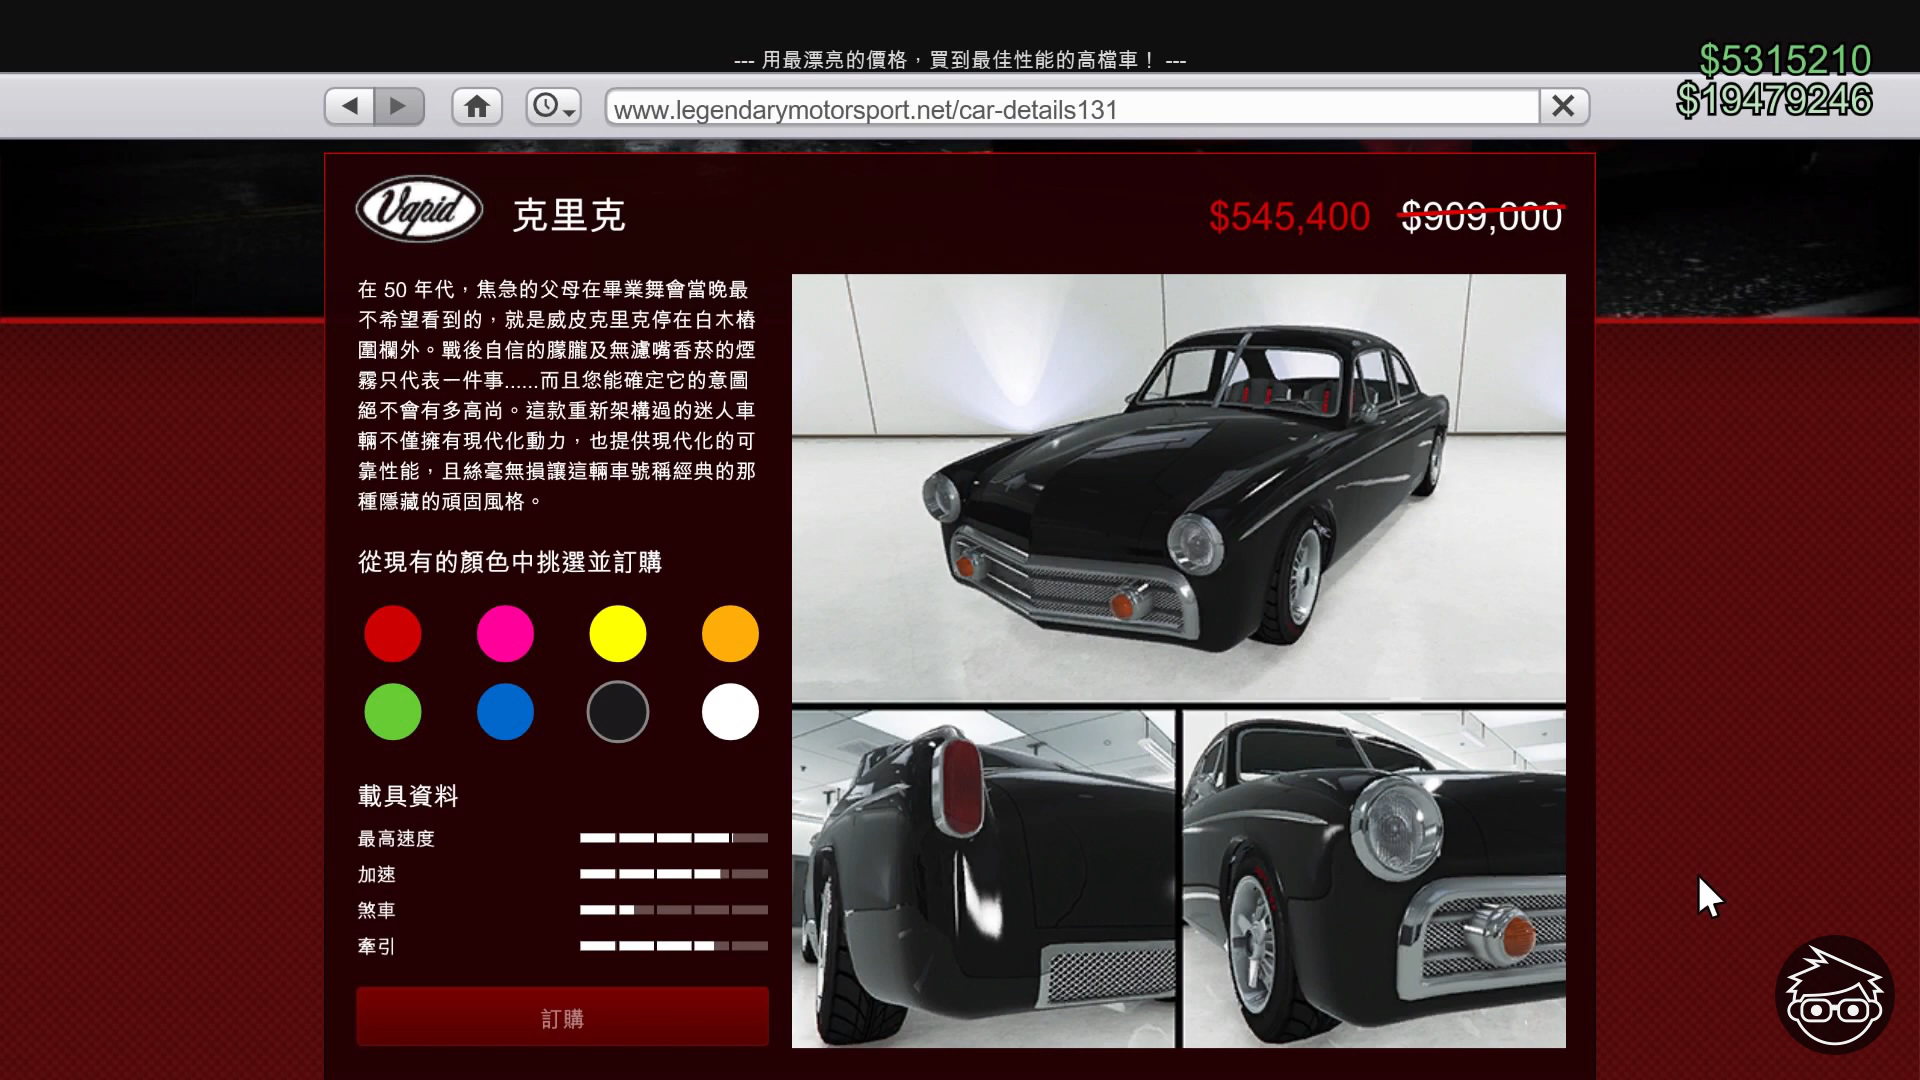 --- 用最漂亮的價格，買到最佳性能的高檔車！ ---
$5315210
$19479246
www.legendarymotorsport.net/car-details131
Vapid
克里克
$545,400 $909,000
在 50 年代，焦急的父母在畢業舞會當晚最
不希望看到的，就是威皮克里克停在白木樁
圍欄外。戰後自信的朦朧及無濾嘴香菸的煙
霧只代表一件事......而且您能確定它的意圖
絕不會有多高尚。這款重新架構過的迷人車
輛不僅擁有現代化動力，也提供現代化的可
靠性能，且絲毫無損讓這輛車號稱經典的那
種隱藏的頑固風格。
從現有的顏色中挑選並訂購
載具資料
最高速度
加速
煞車
牽引
訂購